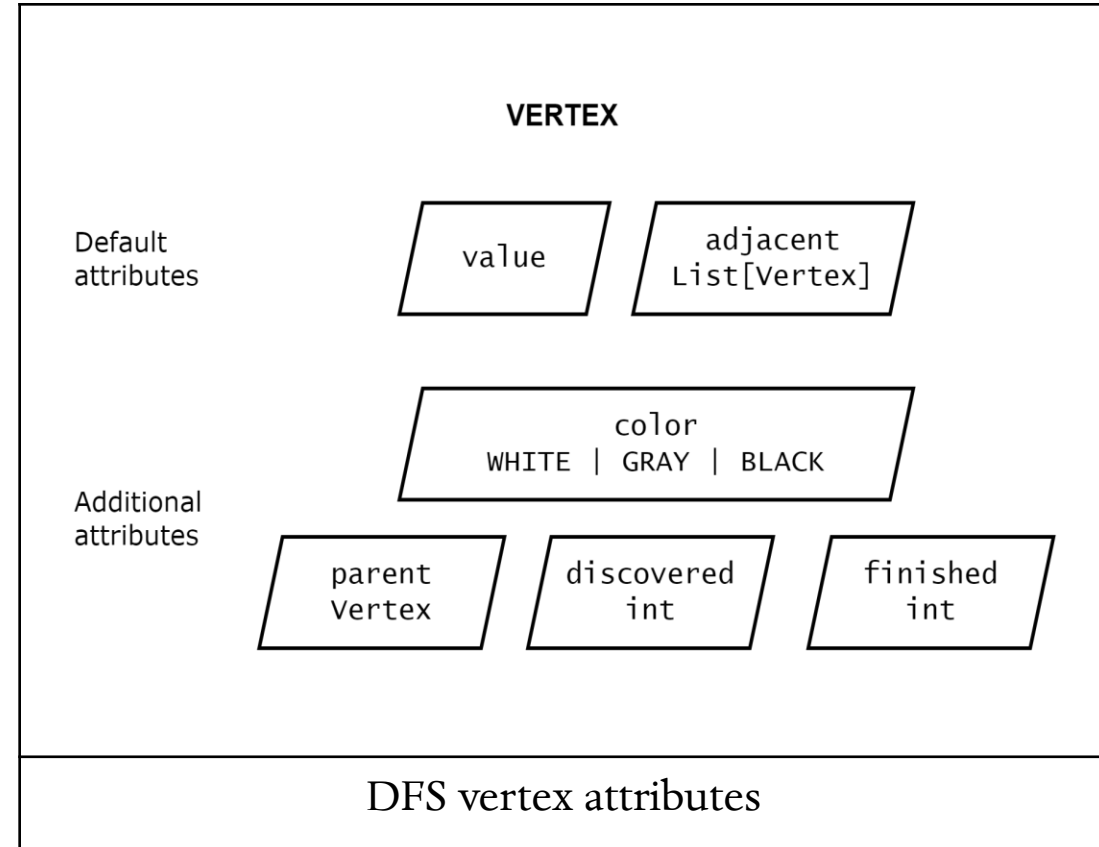 VERTEX
Default
attributes
value
adjacent
List[Vertex]
color
WHITE | GRAY | BLACK
Additional
attributes
parent
Vertex
discovered
int
finished
int
DFS vertex attributes